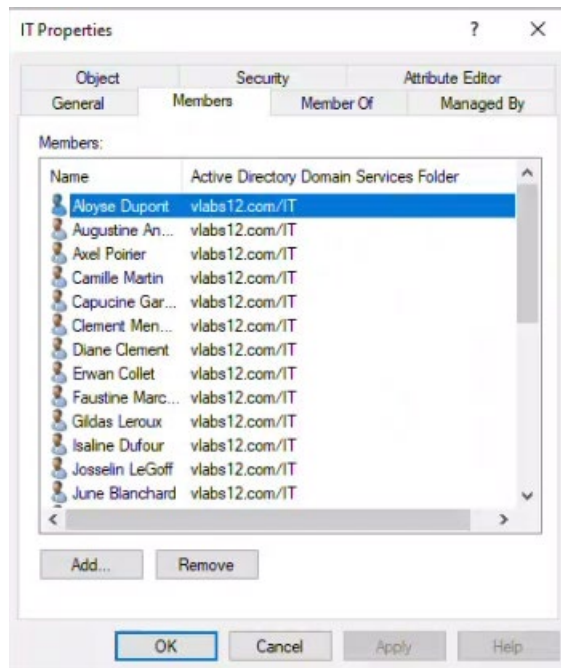 IT Properties ? ×
Object Security Attribute Editor
General Members Member Of Managed By
Members:
Name Active Directory Domain Services Folder
Aloyse Dupont vlabs12.com/IT
Augustine An... vlabs12.com/IT
Axel Poirier vlabs12.com/IT
Camille Martin vlabs12.com/IT
Capucine Gar... vlabs12.com/IT
Clement Men... vlabs12.com/IT
Diane Clement vlabs12.com/IT
Erwan Collet vlabs12.com/IT
Faustine Marc... vlabs12.com/IT
Gildas Leroux vlabs12.com/IT
Isaline Dufour vlabs12.com/IT
Josselin LeGoff vlabs12.com/IT
June Blanchard vlabs12.com/IT
Add... Remove
OK Cancel Apply Help